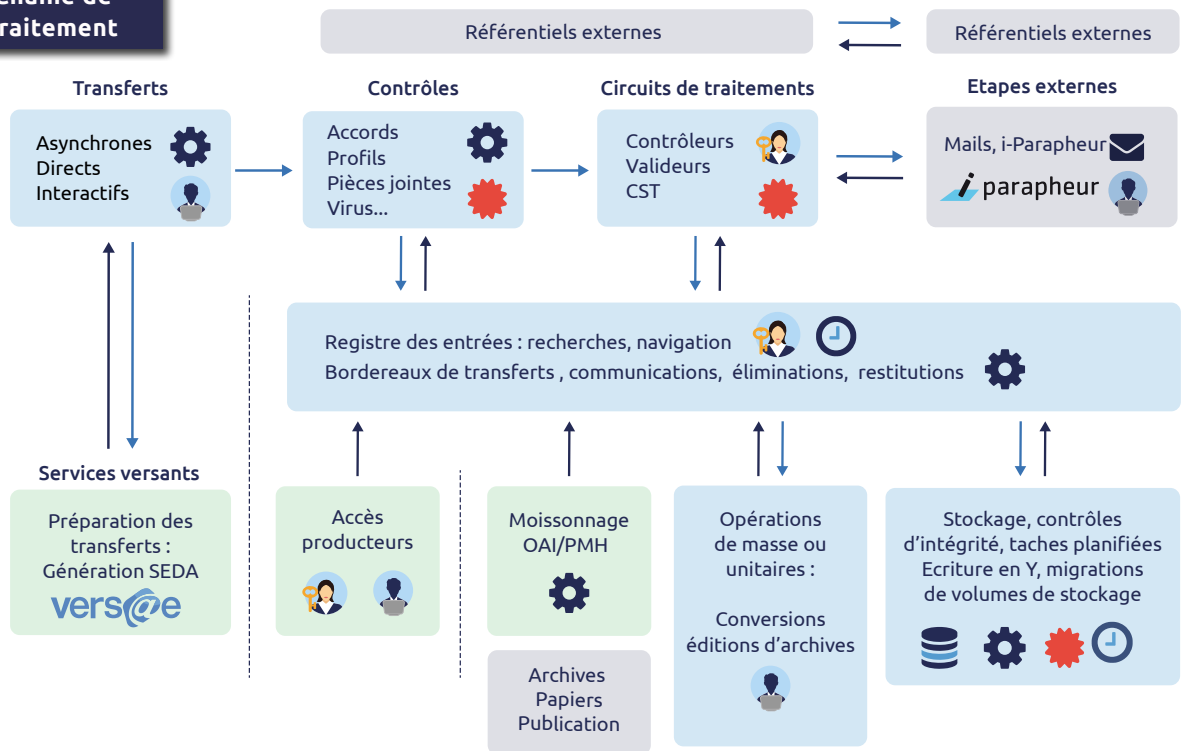 raitement
Référentiels externes
Référentiels externes
Transferts
Contrôles
Circuits de traitements
Etapes externes
Asynchrones
Directs
Interactifs
Accords
Profils
Pièces jointes
Virus...
Contrôleurs
Valideurs
CST
Mails, i-Parapheur
i parapheur
Registre des entrées : recherches, navigation
Bordereaux de transferts , communications, éliminations, restitutions
Services versants
Préparation des
transferts :
Génération SEDA
vers@e
Accès
producteurs
Moissonnage
OAI/PMH
Archives
Papiers
Publication
Opérations
de masse ou
unitaires :
Conversions
éditions d’archives
Stockage, contrôles
d’intégrité, taches planifiées
Ecriture en Y, migrations
de volumes de stockage